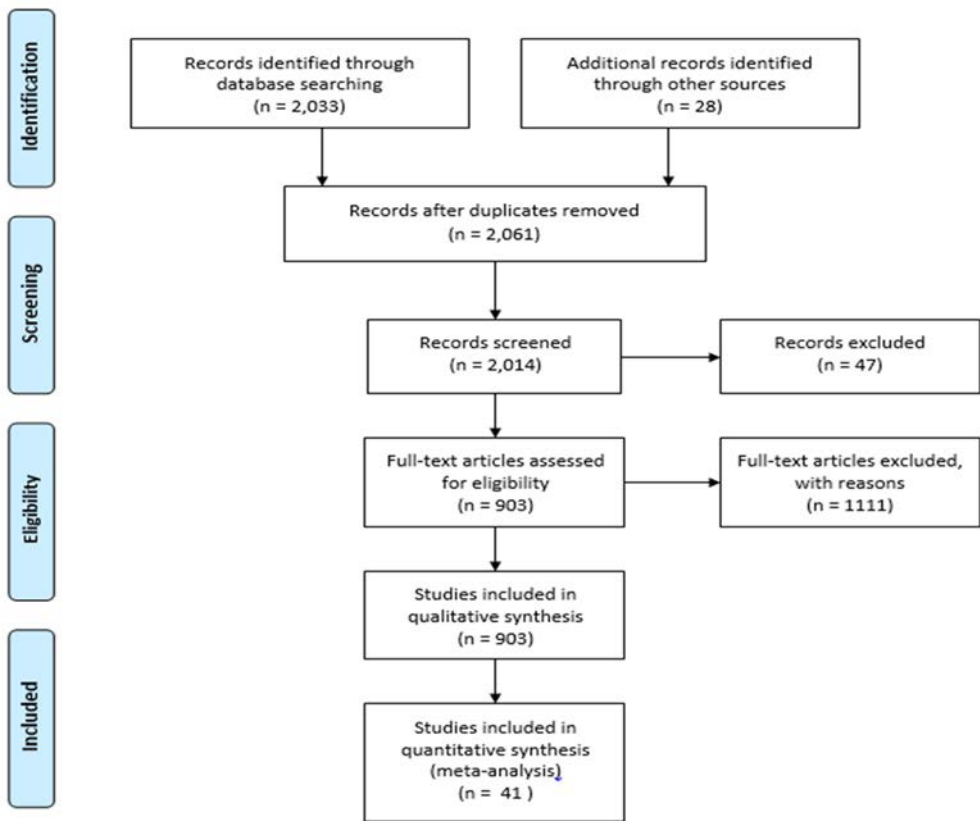 Identification
Records identified through
database searching
(n = 2,033)
Additional records identified
through other sources
(n = 28)
Records after duplicates removed
(n = 2,061)
Screening
Records screened
(n = 2,014)
Records excluded
(n = 47)
Eligibility
Full-text articles assessed
for eligibility
(n = 903)
Full-text articles excluded,
with reasons
(n = 1111)
Studies included in
qualitative synthesis
(n = 903)
Included
Studies included in
quantitative synthesis
(meta-analysis)
(n = 41 )